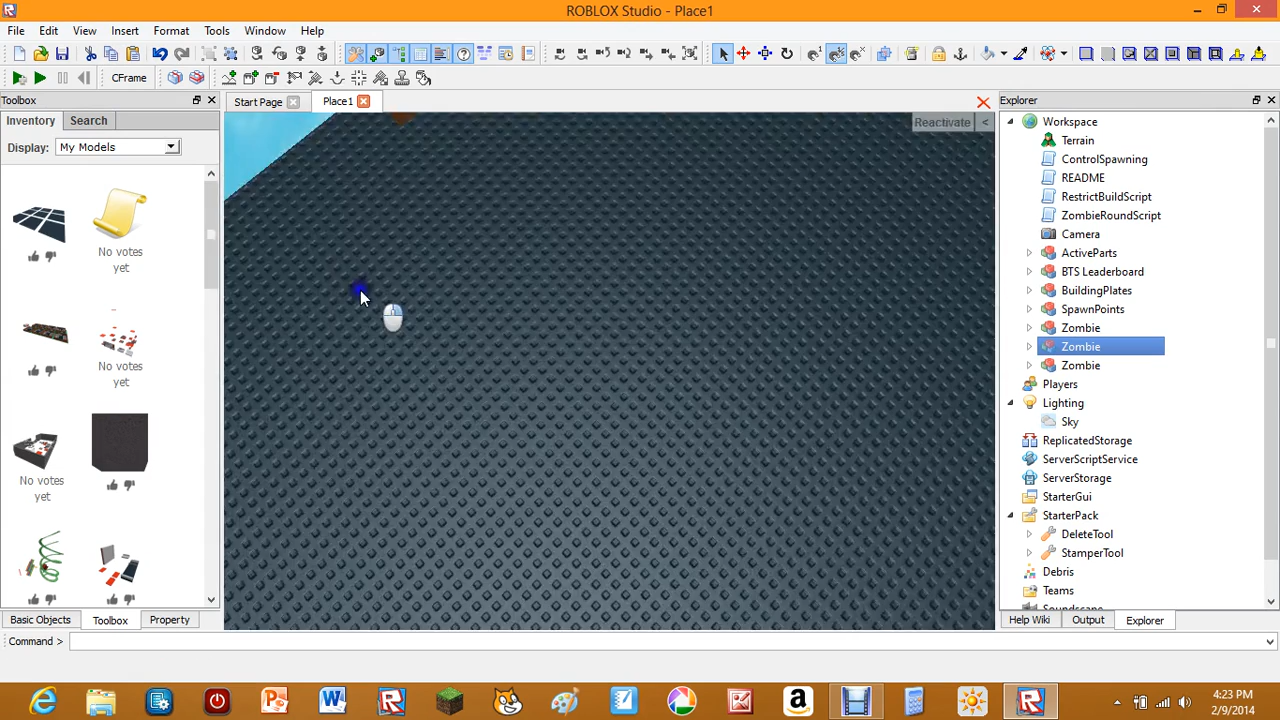 ROBLOX Studio - Place1
File Edit View Insert Format Tools Window Help
CFrame
Toolbox
Start Page
Place1
Explorer
Inventory
Search
Reactivate <
Display: My Models
No votes yet
No votes yet
No votes yet
Workspace
Terrain
ControlSpawning
README
RestrictBuildScript
ZombieRoundScript
Camera
ActiveParts
BTS Leaderboard
BuildingPlates
SpawnPoints
Zombie
Zombie
Zombie
Players
Lighting
Sky
ReplicatedStorage
ServerScriptService
ServerStorage
StarterGui
StarterPack
DeleteTool
StamperTool
Debris
Teams
Soundscape
Basic Objects
Toolbox
Property
Help Wiki
Output
Explorer
Command >
4:23 PM
2/9/2014